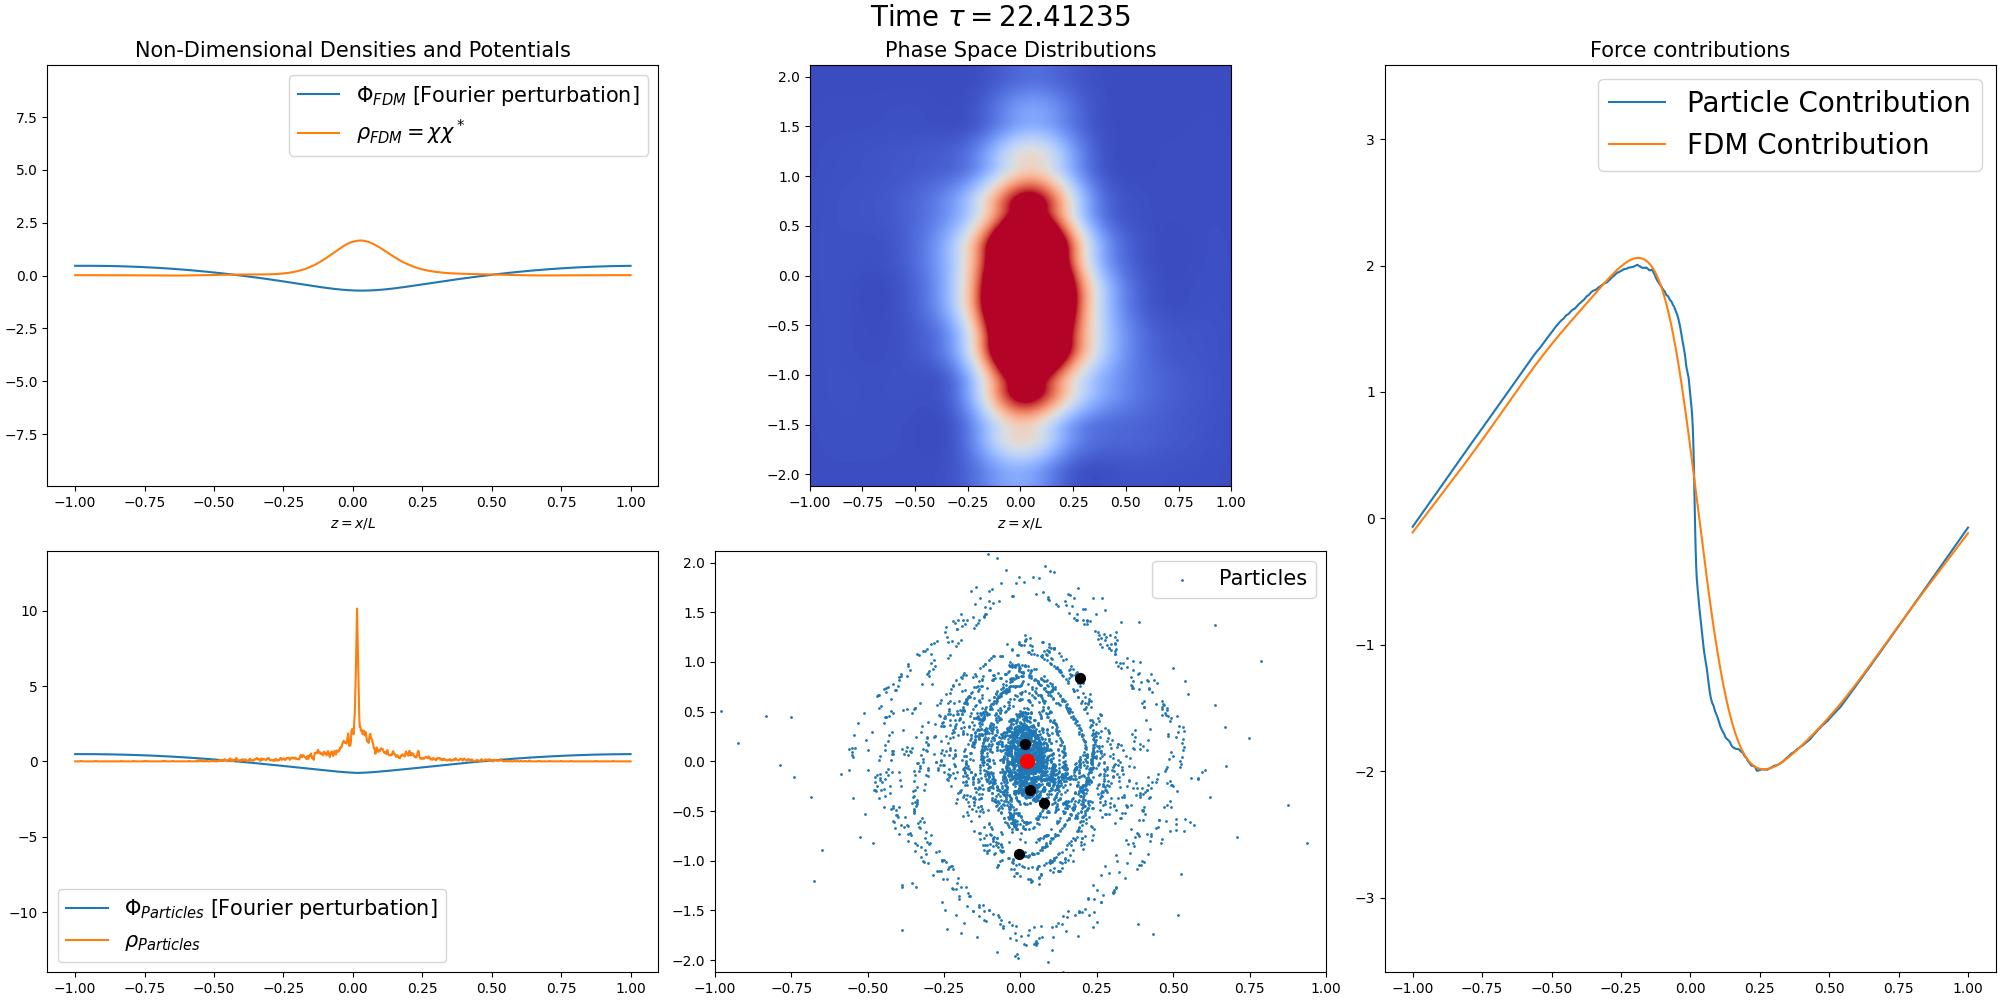 Time τ = 22.41235
Non-Dimensional Densities and Potentials
Φ_FDM [Fourier perturbation]
ρ_FDM = χχ*
7.5
5.0
2.5
0.0
−2.5
−5.0
−7.5
−1.00 −0.75 −0.50 −0.25 0.00 0.25 0.50 0.75 1.00
z = x/L
Phase Space Distributions
2.0
1.5
1.0
0.5
0.0
−0.5
−1.0
−1.5
−2.0
−1.00 −0.75 −0.50 −0.25 0.00 0.25 0.50 0.75 1.00
z = x/L
Force contributions
Particle Contribution
FDM Contribution
3
2
1
0
−1
−2
−3
−1.00 −0.75 −0.50 −0.25 0.00 0.25 0.50 0.75 1.00
10
5
0
−5
−10
Φ_Particles [Fourier perturbation]
ρ_Particles
−1.00 −0.75 −0.50 −0.25 0.00 0.25 0.50 0.75 1.00
Particles
2.0
1.5
1.0
0.5
0.0
−0.5
−1.0
−1.5
−2.0
−1.00 −0.75 −0.50 −0.25 0.00 0.25 0.50 0.75 1.00